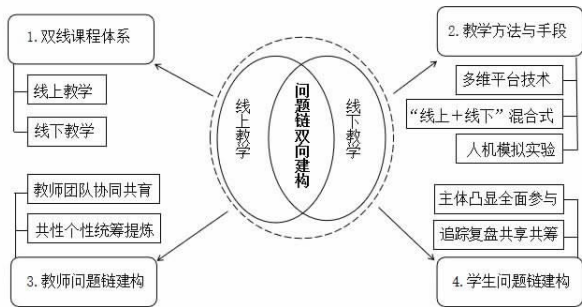 1.双线课程体系
线上教学
线下教学
2.教学方法与手段
多维平台技术
“线上＋线下”混合式
人机模拟实验
线上教学
问题链双向建构
线下教学
教师团队协同共育
共性个性统筹提炼
3.教师问题链建构
主体凸显全面参与
追踪复盘共享共筹
4.学生问题链建构